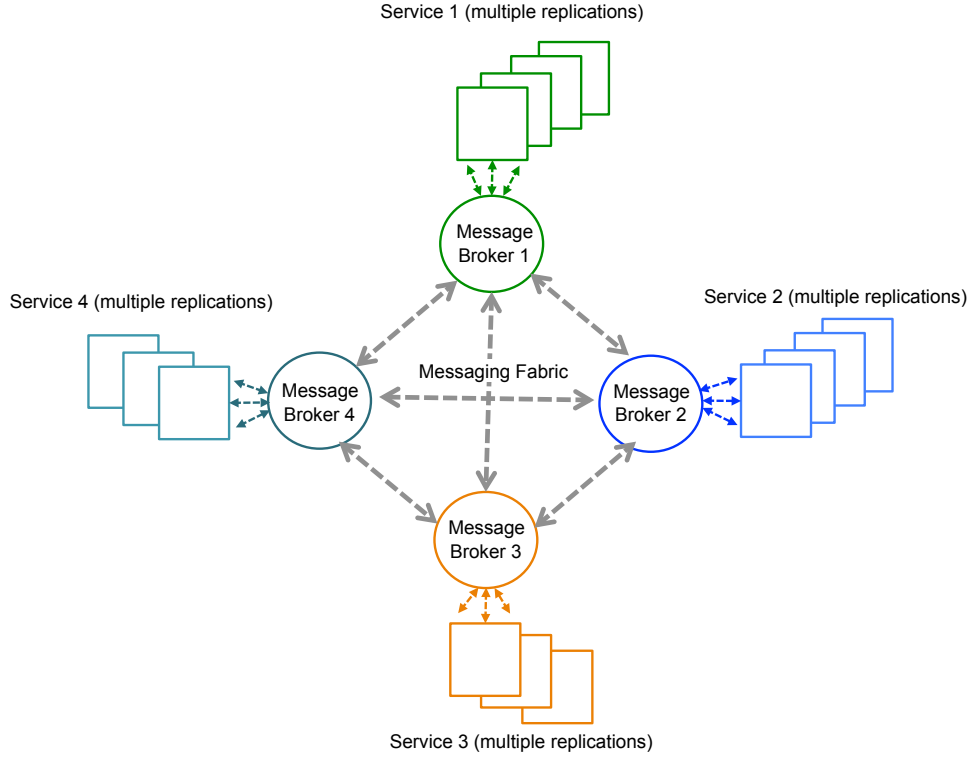 Service 1 (multiple replications)
Message
Broker 1
Service 4 (multiple replications)
Service 2 (multiple replications)
Messaging Fabric
Message
Broker 4
Message
Broker 2
Message
Broker 3
Service 3 (multiple replications)